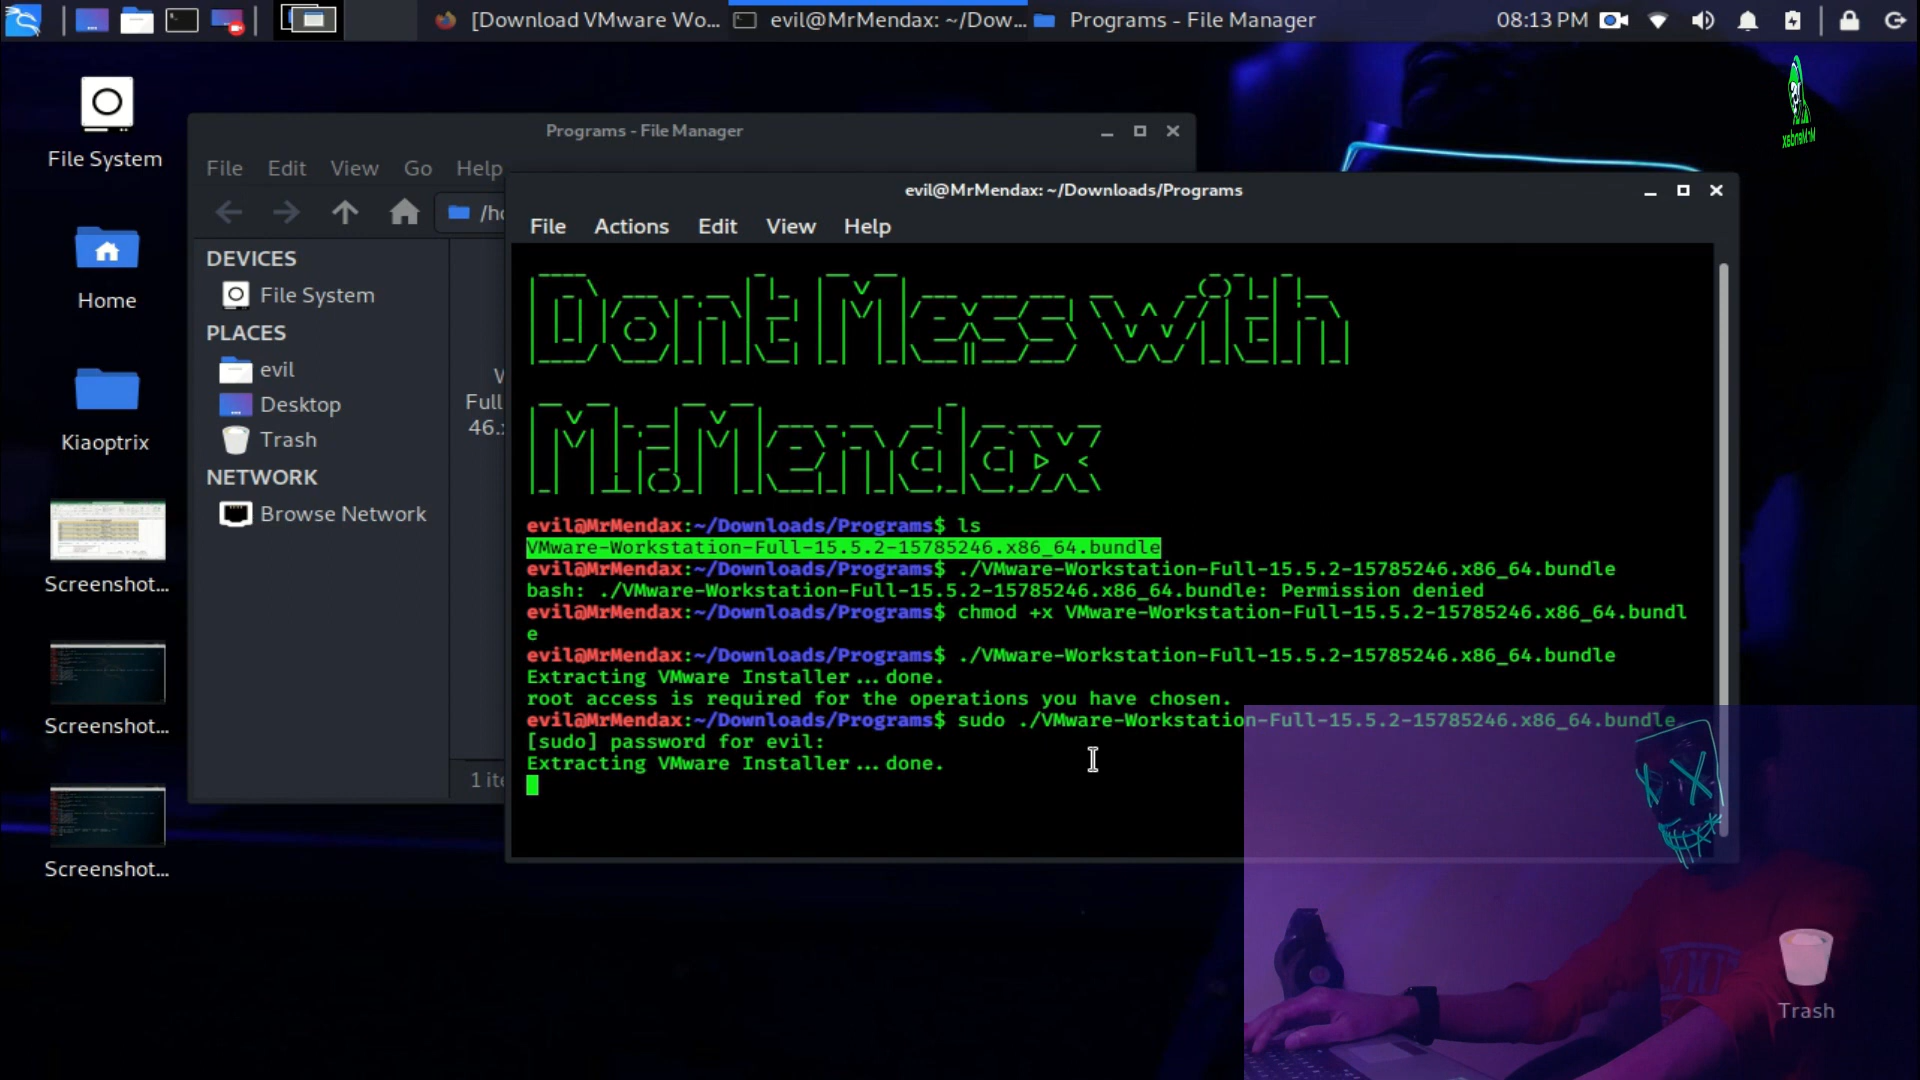 [Download VMware Wo...
evil@MrMendax: ~/Dow...
Programs - File Manager
08:13 PM
File System
Home
Kiaoptrix
Screenshot...
Screenshot...
Screenshot...
Programs - File Manager
File Edit View Go Help
DEVICES
File System
PLACES
evil
Desktop
Trash
NETWORK
Browse Network
Full
46.
evil@MrMendax: ~/Downloads/Programs
File Actions Edit View Help
Dont Mess with
Mr.Mendax
evil@MrMendax:~/Downloads/Programs$ ls
VMware-Workstation-Full-15.5.2-15785246.x86_64.bundle
evil@MrMendax:~/Downloads/Programs$ ./VMware-Workstation-Full-15.5.2-15785246.x86_64.bundle
bash: ./VMware-Workstation-Full-15.5.2-15785246.x86_64.bundle: Permission denied
evil@MrMendax:~/Downloads/Programs$ chmod +x VMware-Workstation-Full-15.5.2-15785246.x86_64.bundl
e
evil@MrMendax:~/Downloads/Programs$ ./VMware-Workstation-Full-15.5.2-15785246.x86_64.bundle
Extracting VMware Installer...done.
root access is required for the operations you have chosen.
evil@MrMendax:~/Downloads/Programs$ sudo ./VMware-Workstation-Full-15.5.2-15785246.x86_64.bundle
[sudo] password for evil:
Extracting VMware Installer...done.
MrMendax
Trash